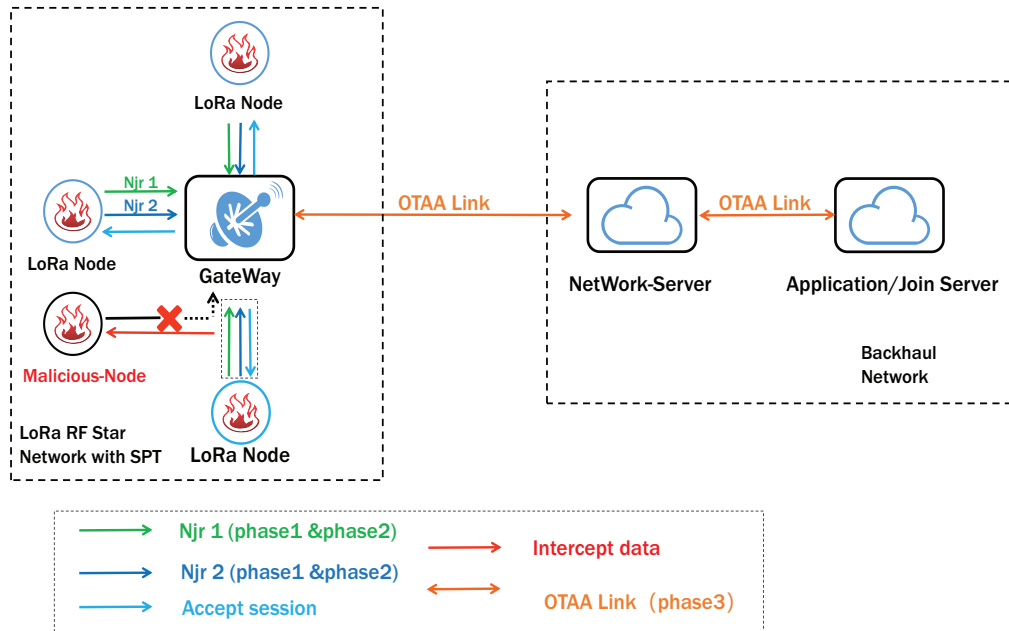 LoRa Node
Njr 1
Njr 2
LoRa Node
GateWay
OTAA Link
OTAA Link
NetWork-Server
Application/Join Server
Malicious-Node
Backhaul
Network
LoRa RF Star
Network with SPT
LoRa Node
Njr 1 (phase1 &phase2)
Njr 2 (phase1 &phase2)
Accept session
Intercept data
OTAA Link（phase3）